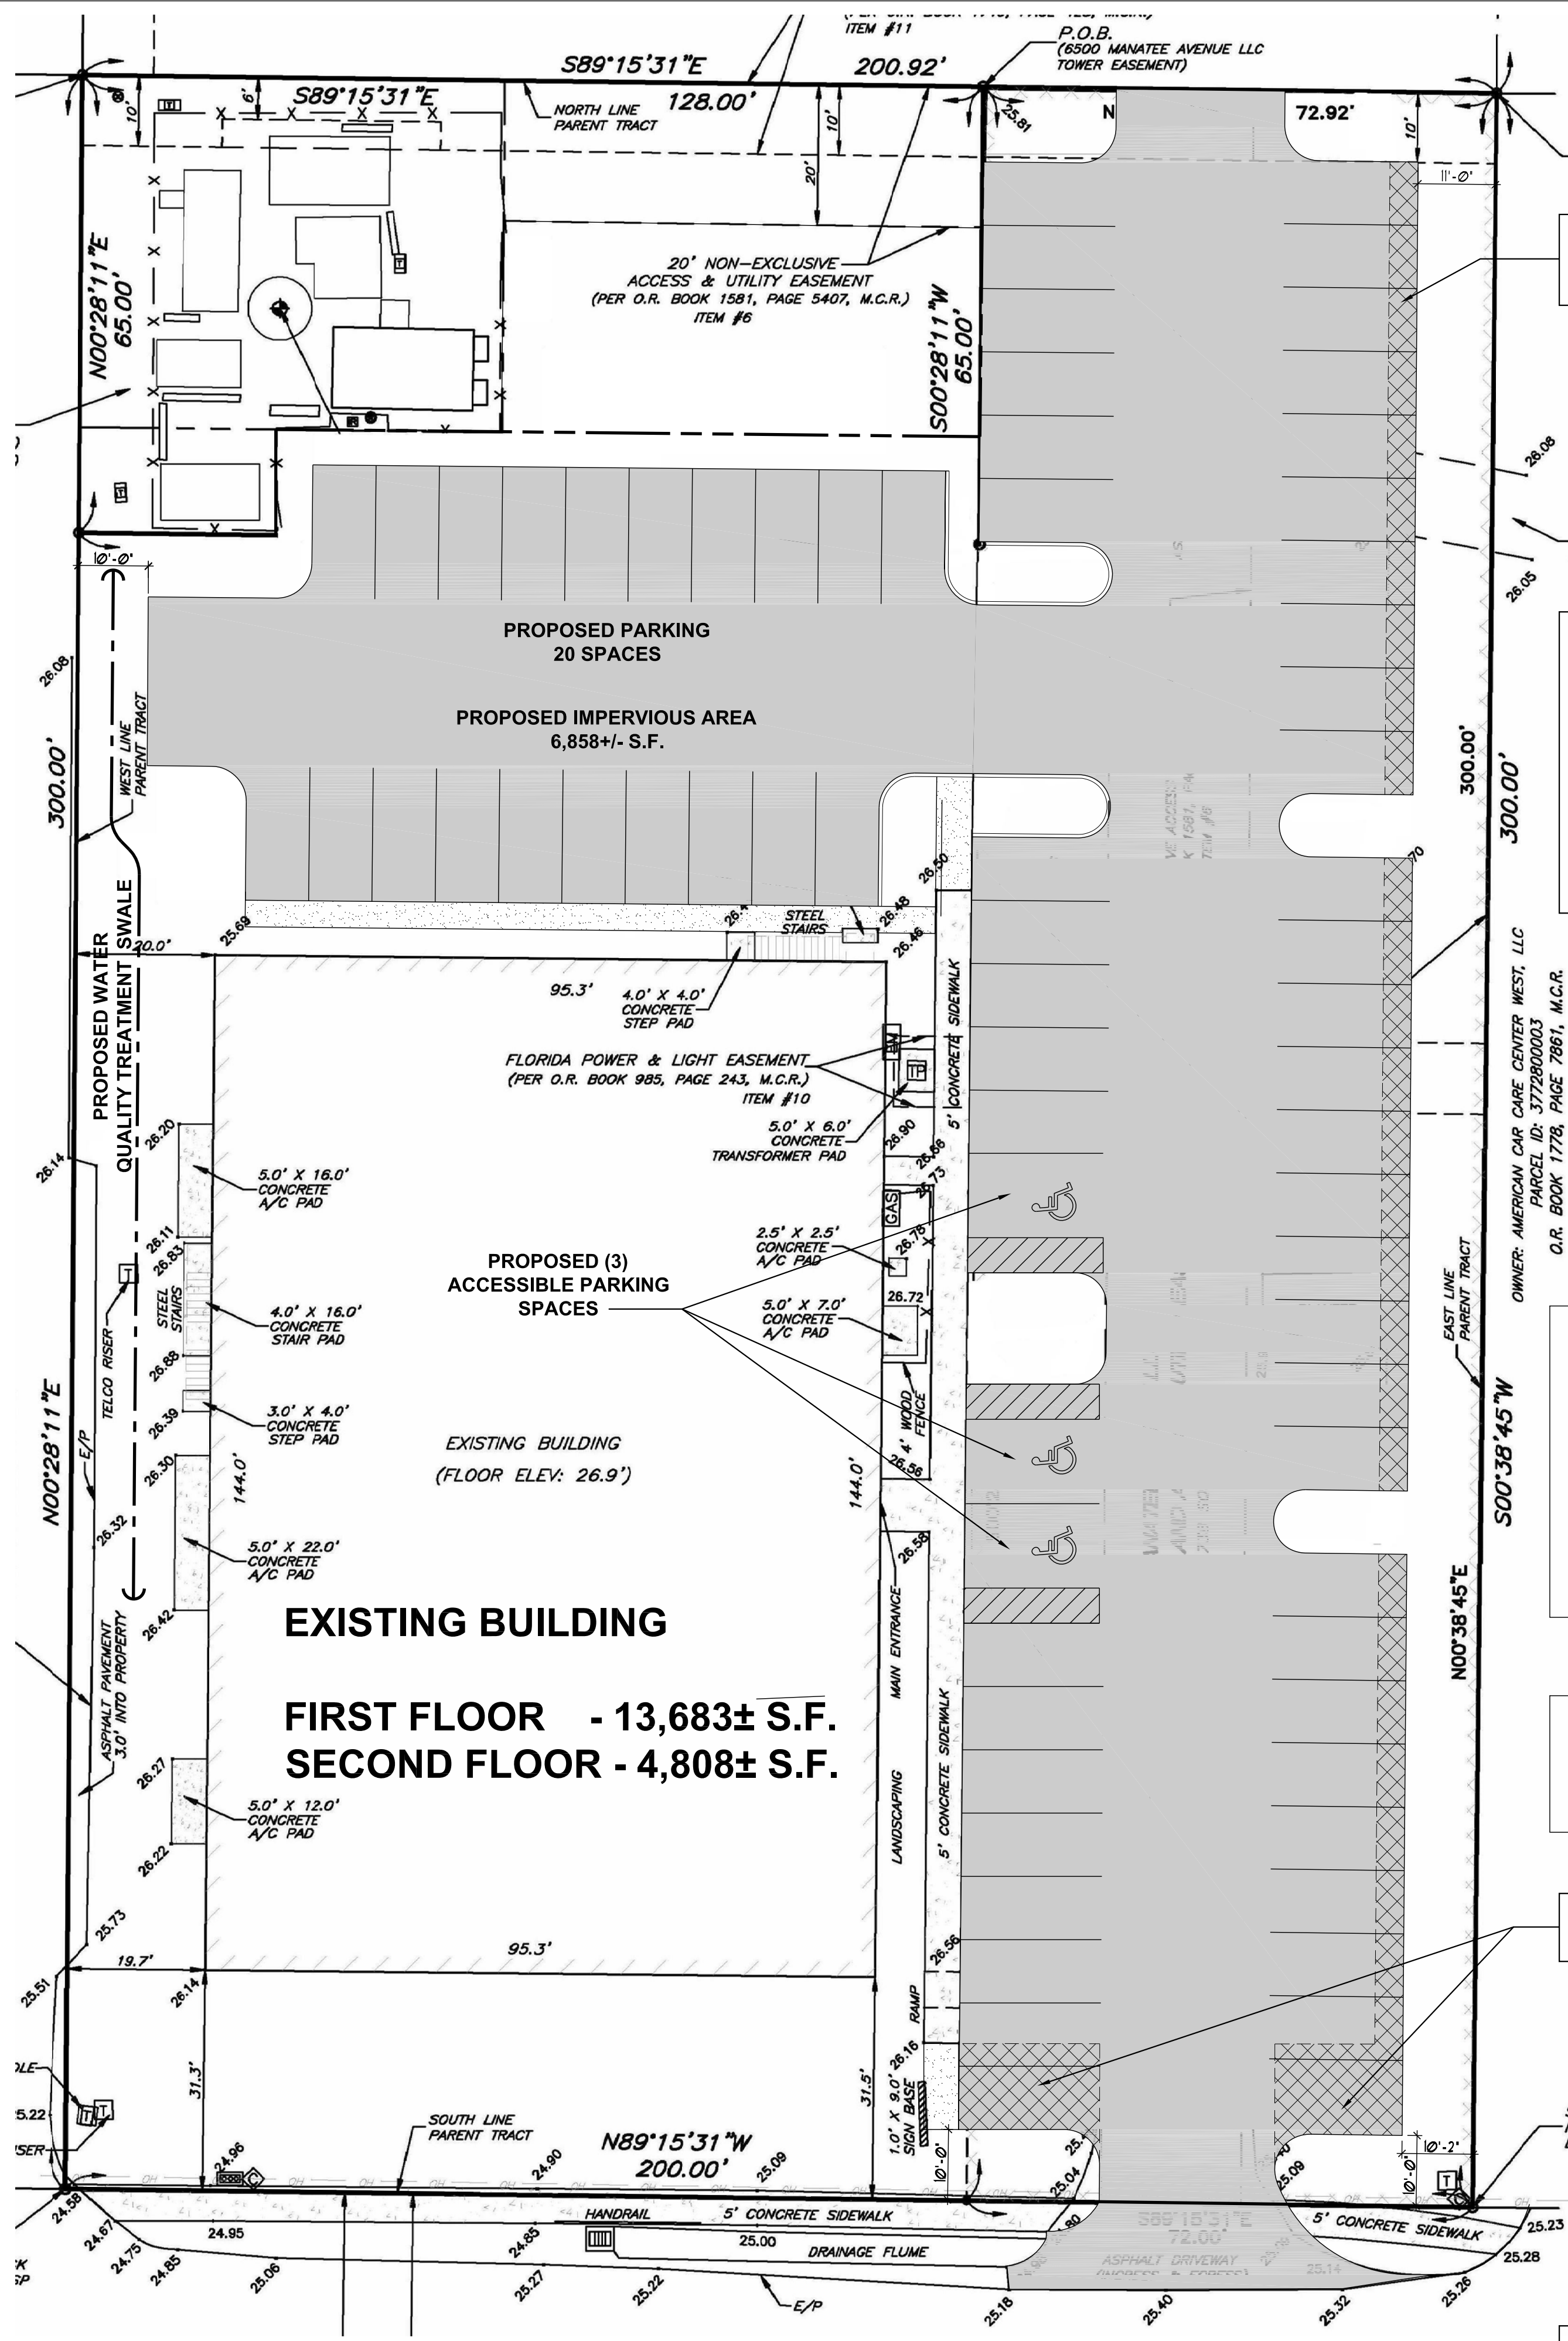 ITEM #11
P.O.B.
(6500 MANATEE AVENUE LLC
TOWER EASEMENT)
S89°15'31"E
200.92'
S89°15'31"E
128.00'
NORTH LINE
PARENT TRACT
10'
6'
10'
20'
25.81
N
72.92'
10'
11'-0"
N00°28'11"E
65.00'
20' NON-EXCLUSIVE
ACCESS & UTILITY EASEMENT
(PER O.R. BOOK 1581, PAGE 5407, M.C.R.)
ITEM #6
S00°28'11"W
65.00'
26.08
26.05
10'-0"
PROPOSED PARKING
20 SPACES
PROPOSED IMPERVIOUS AREA
6,858+/- S.F.
26.08
300.00'
WEST LINE
PARENT TRACT
300.00'
300.00'
PROPOSED WATER
QUALITY TREATMENT SWALE
20.0'
25.69
STEEL
STAIRS
26.48
26.46
26.50
95.3'
4.0' X 4.0'
CONCRETE
STEP PAD
5' CONCRETE SIDEWALK
FLORIDA POWER & LIGHT EASEMENT
(PER O.R. BOOK 985, PAGE 243, M.C.R.)
ITEM #10
TP
5.0' X 6.0'
CONCRETE
TRANSFORMER PAD
26.90
26.66
26.73
OWNER: AMERICAN CAR CARE CENTER WEST, LLC
PARCEL ID: 3772800003
O.R. BOOK 1778, PAGE 7861, M.C.R.
26.14
26.20
5.0' X 16.0'
CONCRETE
A/C PAD
26.11
26.83
GAS
2.5' X 2.5'
CONCRETE
A/C PAD
26.78
PROPOSED (3)
ACCESSIBLE PARKING
SPACES
T
TELCO RISER
STEEL
STAIRS
4.0' X 16.0'
CONCRETE
STAIR PAD
26.72
5.0' X 7.0'
CONCRETE
A/C PAD
EAST LINE
PARENT TRACT
26.88
26.39
3.0' X 4.0'
CONCRETE
STEP PAD
4' WOOD
FENCE
N00°28'11"E
E/P
S00°38'45"W
26.30
144.0'
EXISTING BUILDING
(FLOOR ELEV: 26.9')
144.0'
26.56
26.32
5.0' X 22.0'
CONCRETE
A/C PAD
26.42
26.58
MAIN ENTRANCE
N00°38'45"E
ASPHALT PAVEMENT
3.0' INTO PROPERTY
EXISTING BUILDING
FIRST FLOOR - 13,683± S.F.
SECOND FLOOR - 4,808± S.F.
26.27
5.0' X 12.0'
CONCRETE
A/C PAD
26.22
LANDSCAPING
5' CONCRETE SIDEWALK
25.73
95.3'
19.7'
26.56
25.51
26.14
RAMP
26.16
31.3'
31.5'
1.0' X 9.0'
SIGN BASE
T
T
5.22
SOUTH LINE
PARENT TRACT
N89°15'31"W
200.00'
24.96
24.90
25.09
10'-0"
25.04
25.09
10'-0"
10'-2"
T
C
24.58
24.67
24.75
24.85
24.95
25.06
HANDRAIL
5' CONCRETE SIDEWALK
24.85
25.00
DRAINAGE FLUME
25.27
25.22
E/P
S89°15'31"E
72.00'
ASPHALT DRIVEWAY
(INGRESS & EGRESS)
25.14
5' CONCRETE SIDEWALK
25.23
25.28
25.26
25.18
25.40
25.32